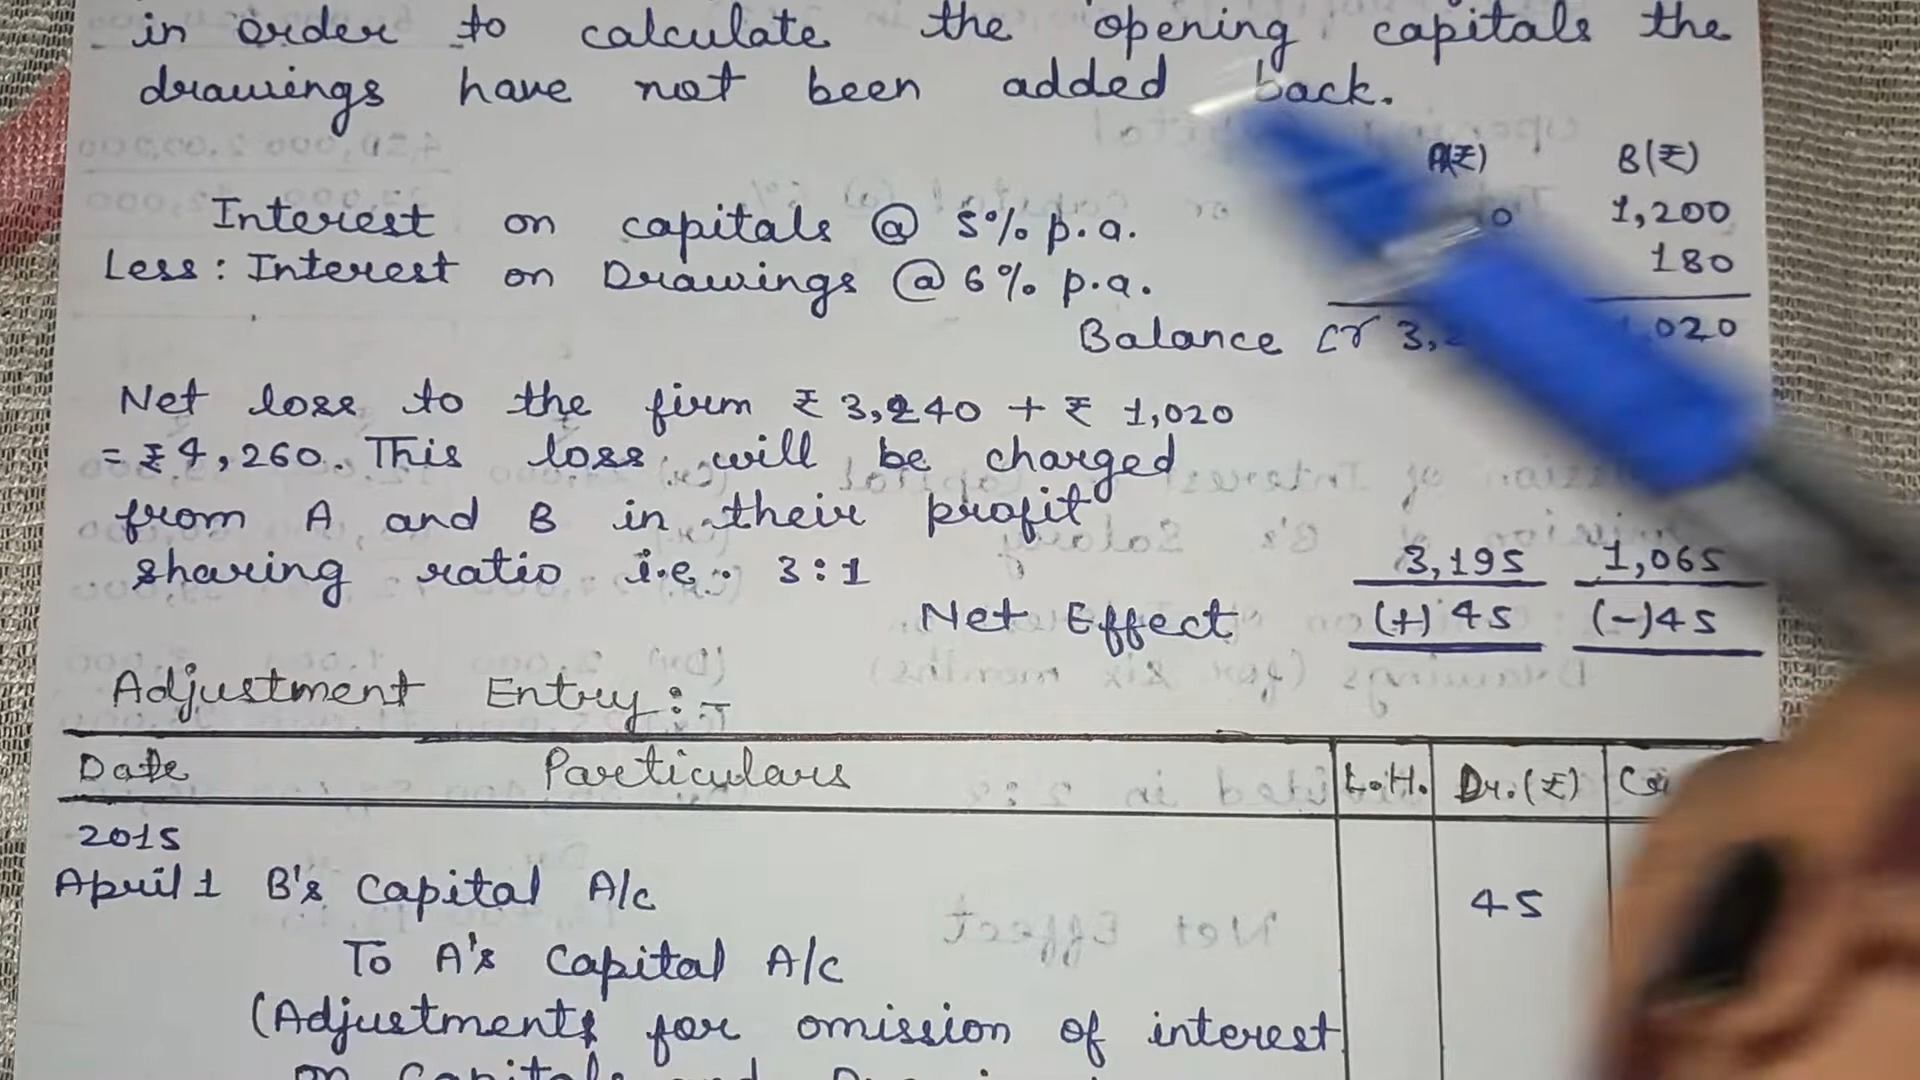 in order to calculate the opening capitals the
drawings have not been added back.
A(₹) B(₹)
Interest on capitals @ 5% p.a. 1,200
Less: Interest on Drawings @ 6% p.a. 180
Balance Cr
Net loss to the firm ₹ 3,240 + ₹ 1,020
= ₹ 4,260. This loss will be charged
from A and B in their profit
sharing ratio i.e. 3:1 3,195 1,065
Net Effect (+) 45 (-) 45
Adjustment Entry:-
Date Particulars L.H. Dr.(₹)
2015
April 1 B's Capital A/c 45
To A's Capital A/c
(Adjustments for omission of interest